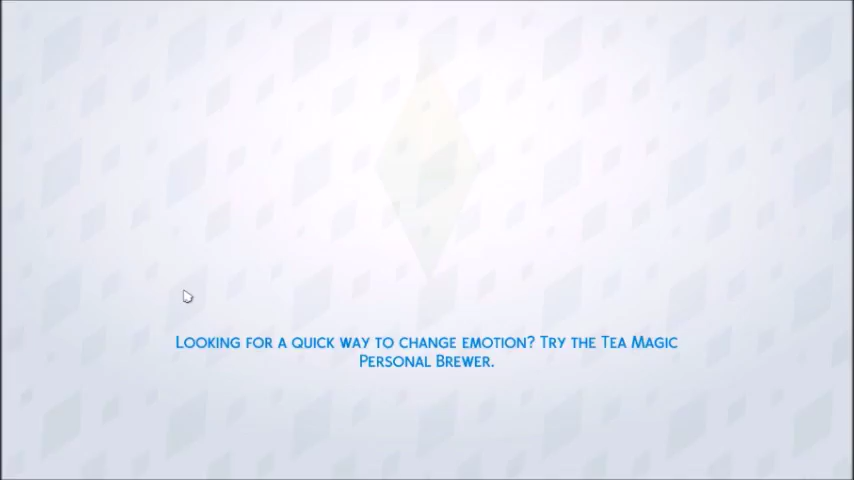 Looking for a quick way to change emotion? Try the Tea Magic
Personal Brewer.